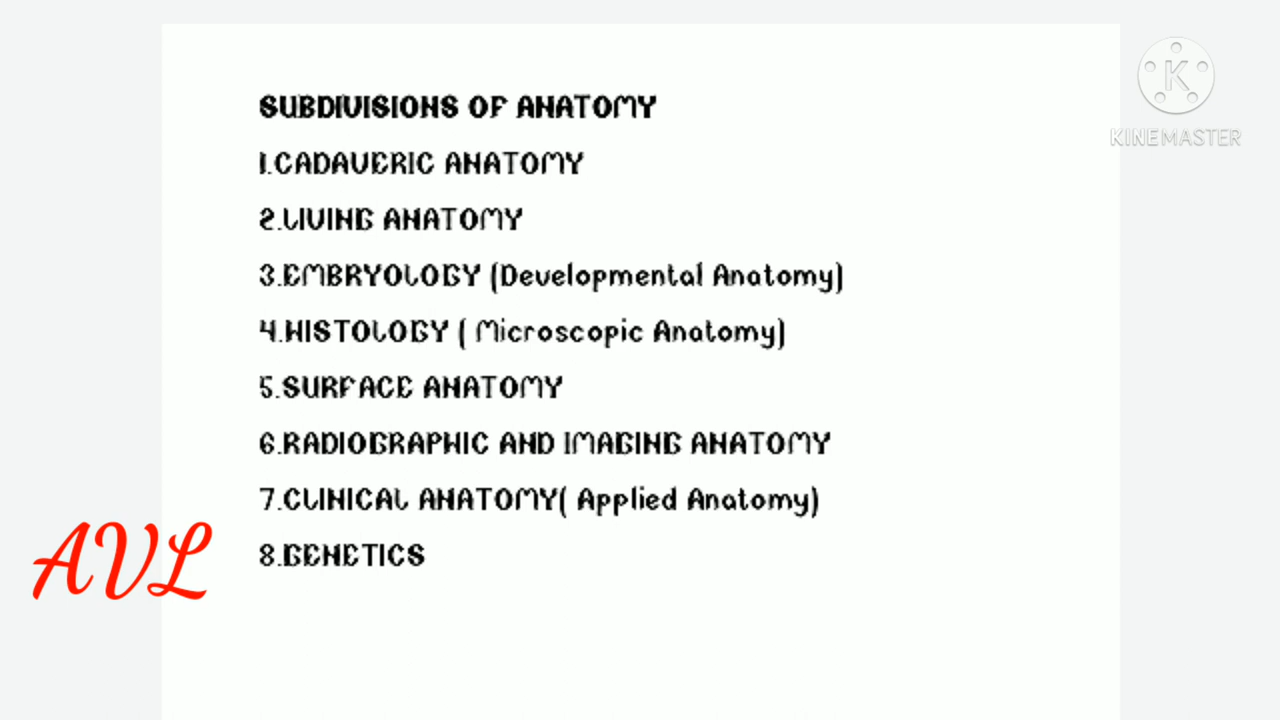 SUBDIVISIONS OF ANATOMY
1.CADAVERIC ANATOMY
2.LIVING ANATOMY
3.EMBRYOLOGY (Developmental Anatomy)
4.HISTOLOGY ( Microscopic Anatomy)
5.SURFACE ANATOMY
6.RADIOGRAPHIC AND IMAGING ANATOMY
7.CLINICAL ANATOMY( Applied Anatomy)
8.GENETICS
AVL
K
KINEMASTER